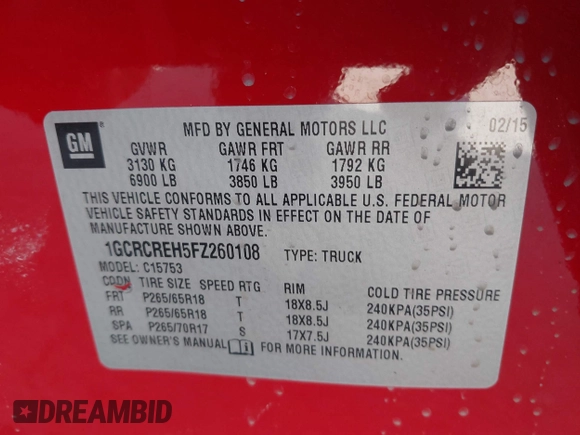 GM
MFD BY GENERAL MOTORS LLC 02/15
GVWR GAWR FRT GAWR RR
3130 KG 1746 KG 1792 KG
6900 LB 3850 LB 3950 LB
THIS VEHICLE CONFORMS TO ALL APPLICABLE U.S. FEDERAL MOTOR
VEHICLE SAFETY STANDARDS IN EFFECT ON THE DATE OF
MANUFACTURE SHOWN ABOVE.
1GCRCREH5FZ260108 TYPE: TRUCK
MODEL: C15753
CODN TIRE SIZE SPEED RTG RIM COLD TIRE PRESSURE
FRT P265/65R18 T 18X8.5J 240KPA(35PSI)
RR P265/65R18 T 18X8.5J 240KPA(35PSI)
SPA P265/70R17 S 17X7.5J 240KPA(35PSI)
SEE OWNER'S MANUAL FOR MORE INFORMATION.
DREAMBID